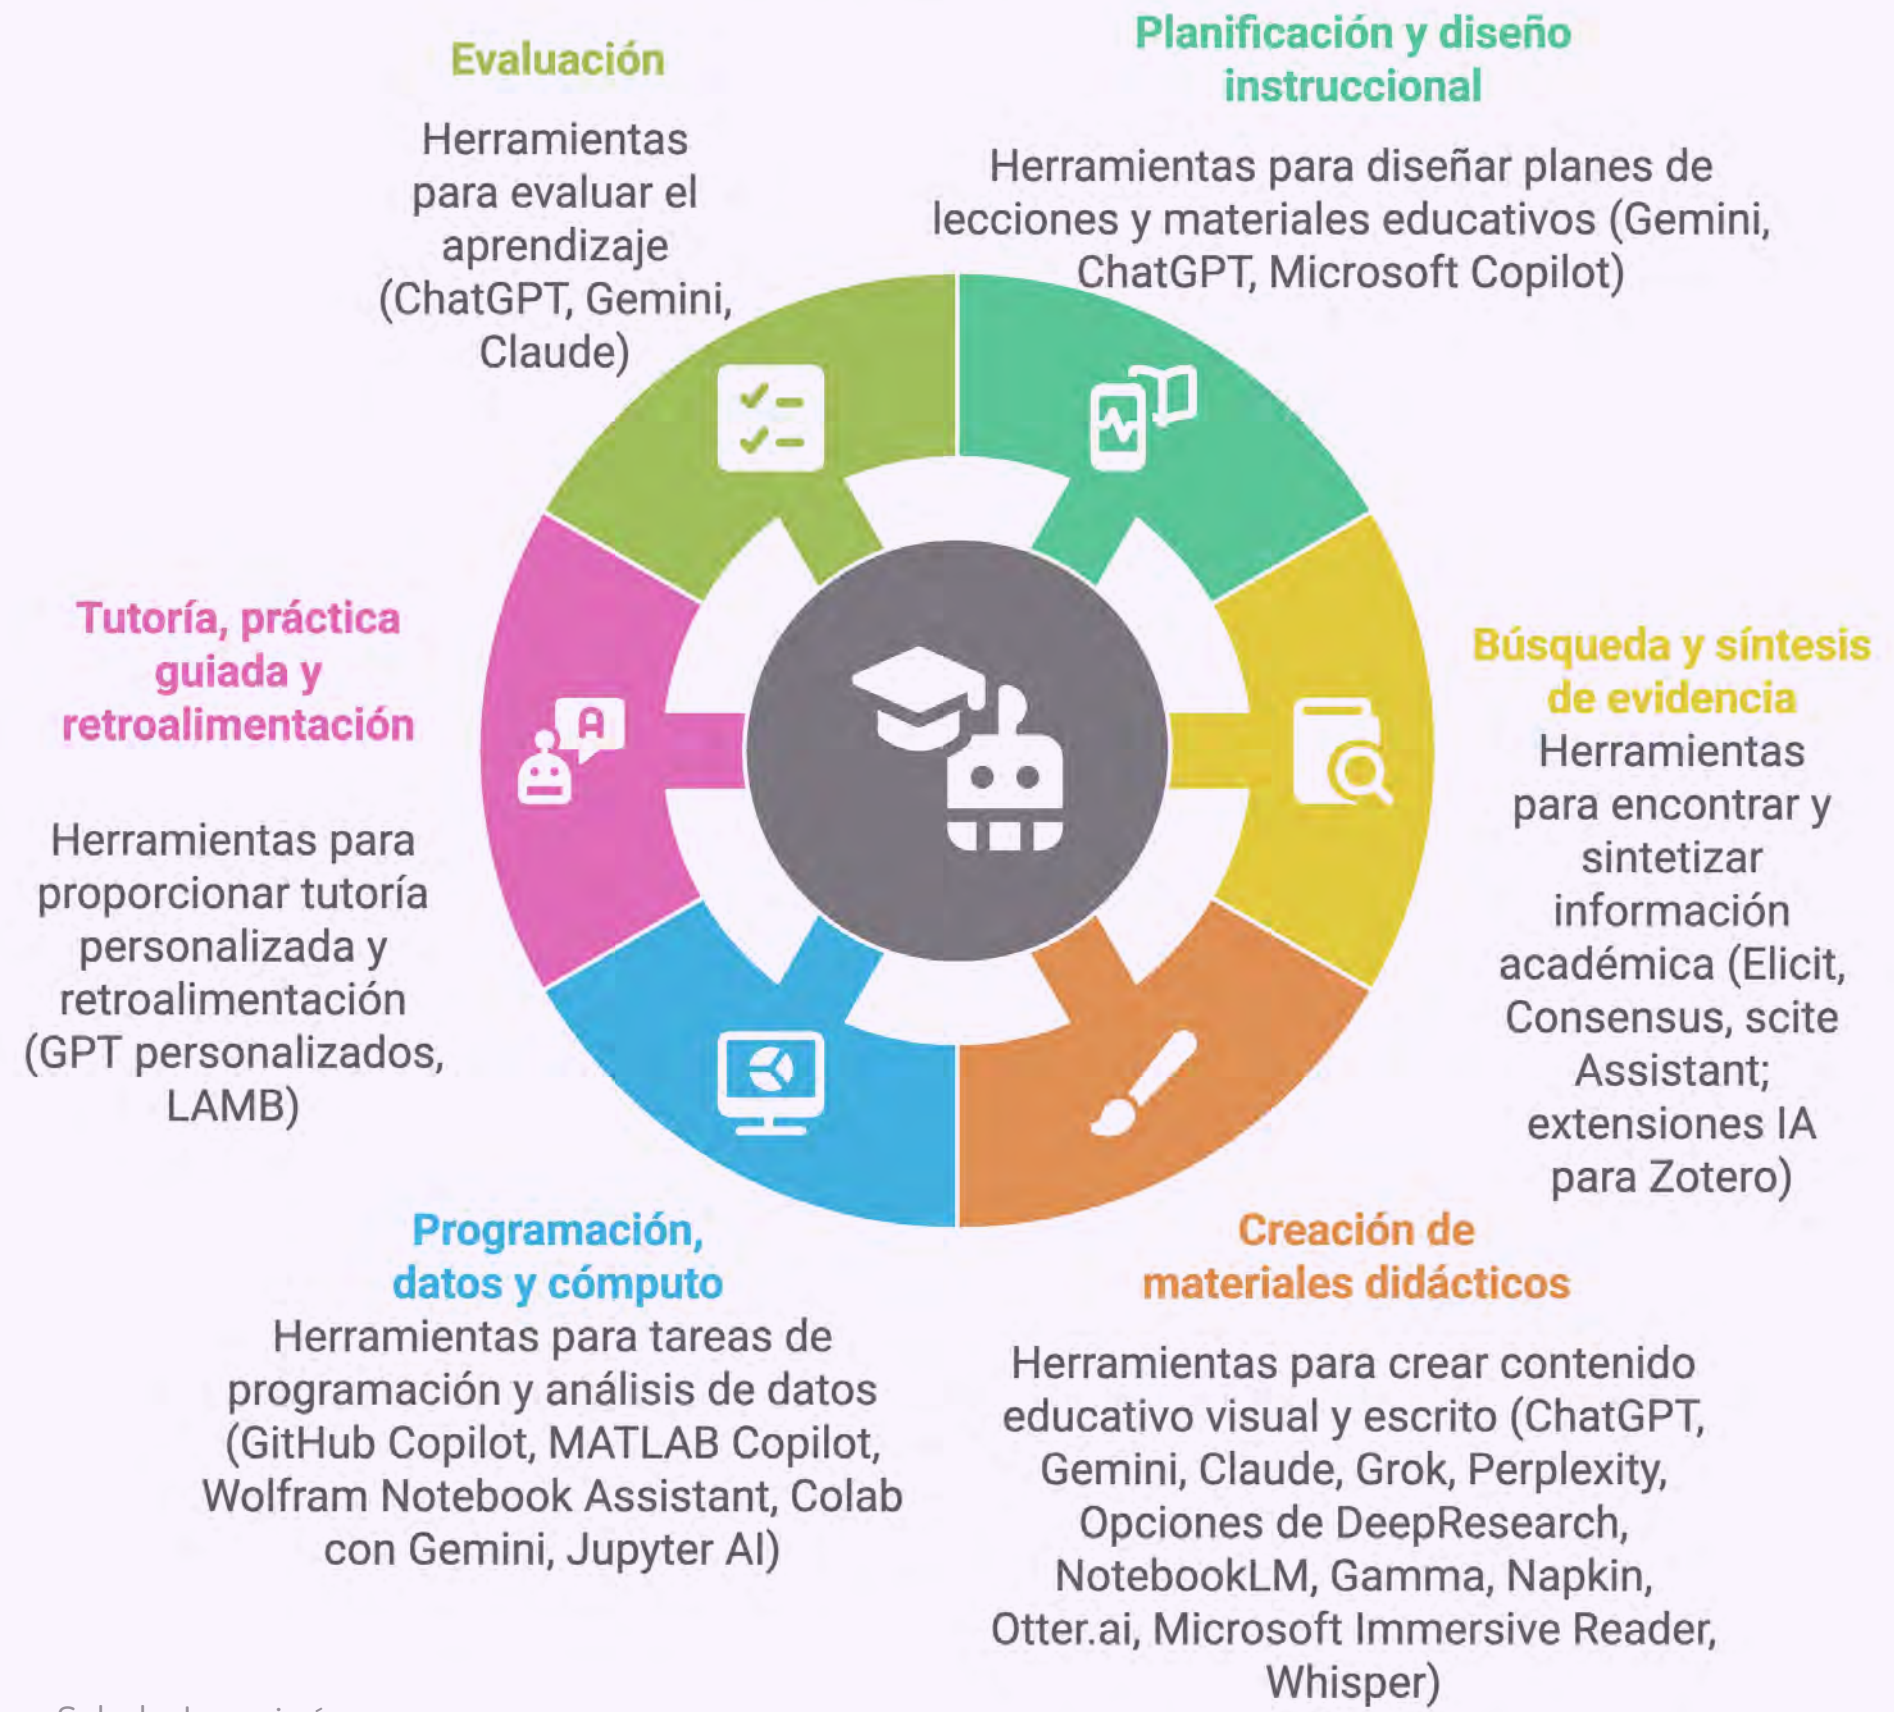 Evaluación
Herramientas
para evaluar el
aprendizaje
(ChatGPT, Gemini,
Claude)
Planificación y diseño
instruccional
Herramientas para diseñar planes de
lecciones y materiales educativos (Gemini,
ChatGPT, Microsoft Copilot)
Búsqueda y síntesis
de evidencia
Herramientas
para encontrar y
sintetizar
información
académica (Elicit,
Consensus, scite
Assistant;
extensiones IA
para Zotero)
Creación de
materiales didácticos
Herramientas para crear contenido
educativo visual y escrito (ChatGPT,
Gemini, Claude, Grok, Perplexity,
Opciones de DeepResearch,
NotebookLM, Gamma, Napkin,
Otter.ai, Microsoft Immersive Reader,
Whisper)
Programación,
datos y cómputo
Herramientas para tareas de
programación y análisis de datos
(GitHub Copilot, MATLAB Copilot,
Wolfram Notebook Assistant, Colab
con Gemini, Jupyter AI)
Tutoría, práctica
guiada y
retroalimentación
Herramientas para
proporcionar tutoría
personalizada y
retroalimentación
(GPT personalizados,
LAMB)
A